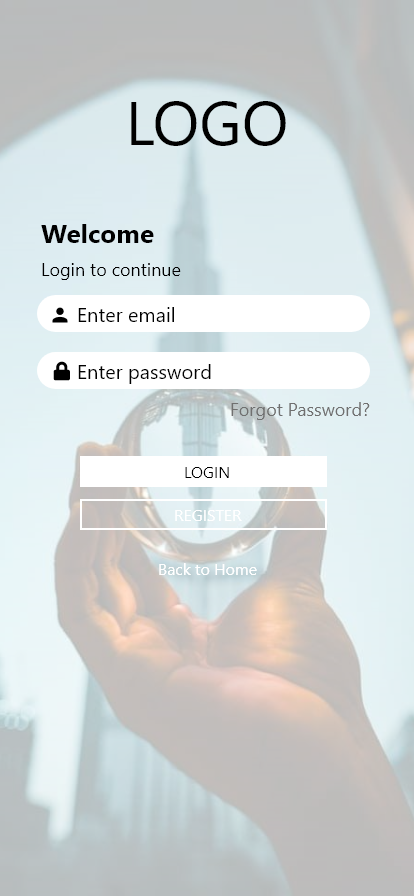 LOGO
Welcome
Login to continue
Enter email
Enter password
Forgot Password?
LOGIN
REGISTER
Back to Home